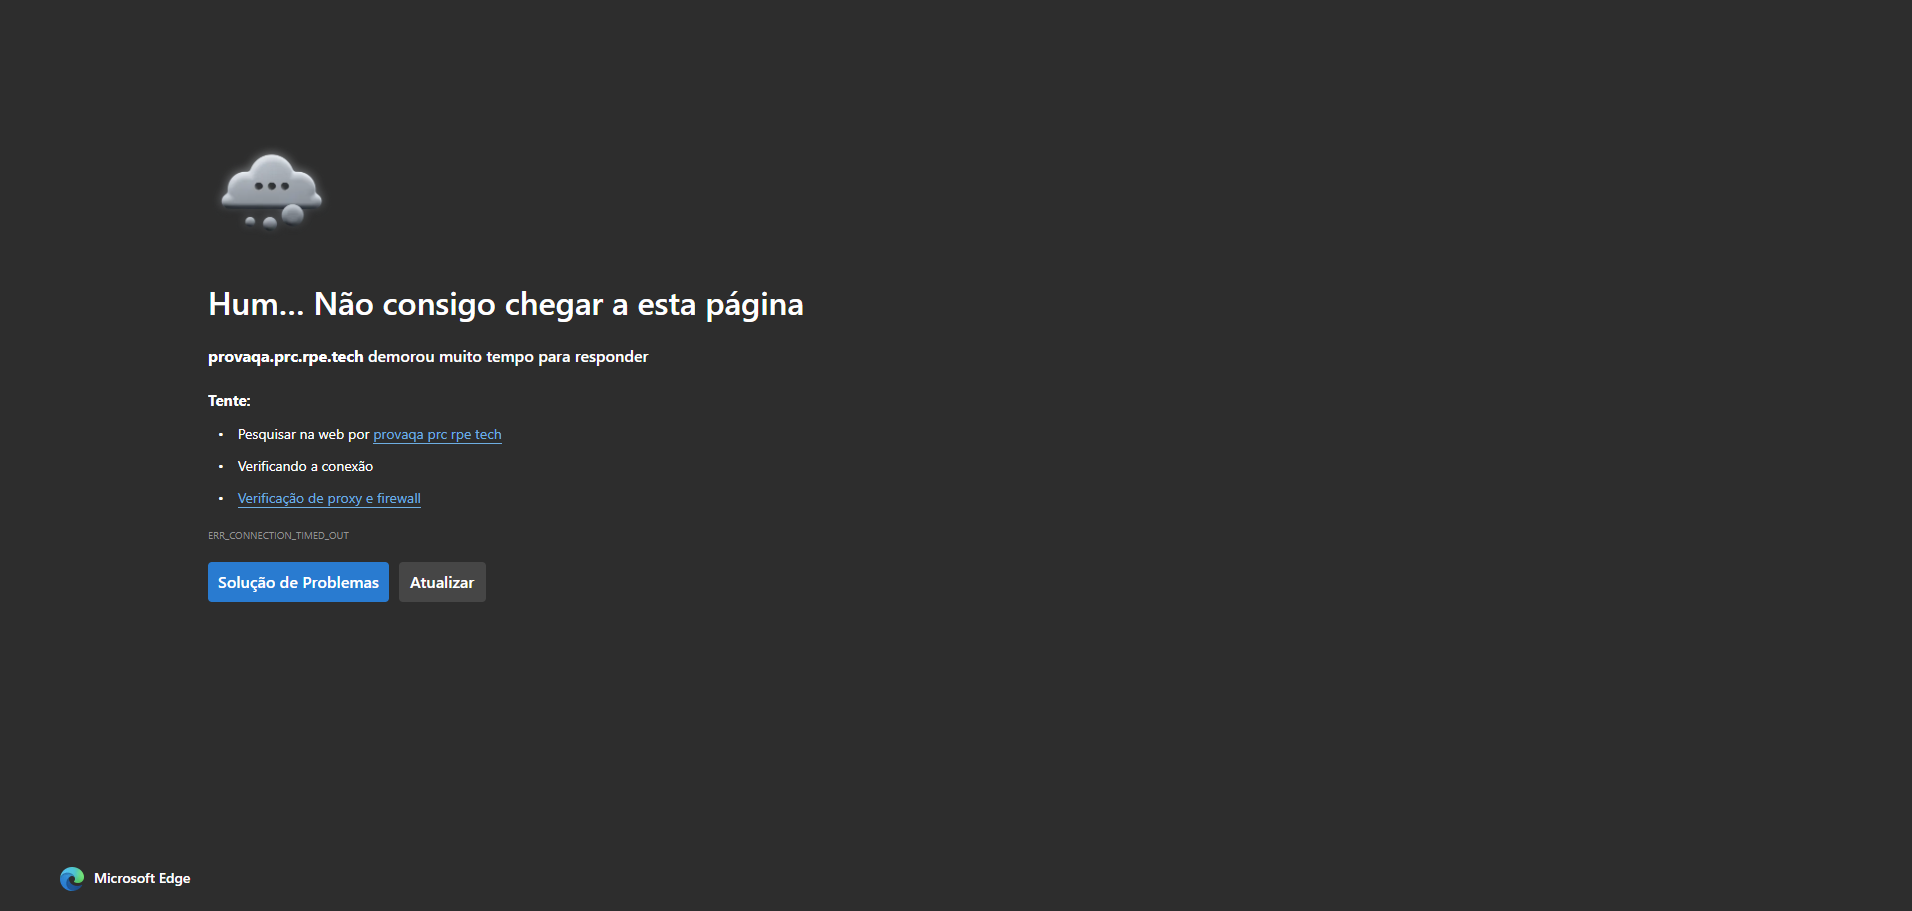 Hum... Não consigo chegar a esta página
provaqa.prc.rpe.tech demorou muito tempo para responder
Tente:
• Pesquisar na web por provaqa prc rpe tech
• Verificando a conexão
• Verificação de proxy e firewall
ERR_CONNECTION_TIMED_OUT
Solução de Problemas Atualizar
Microsoft Edge